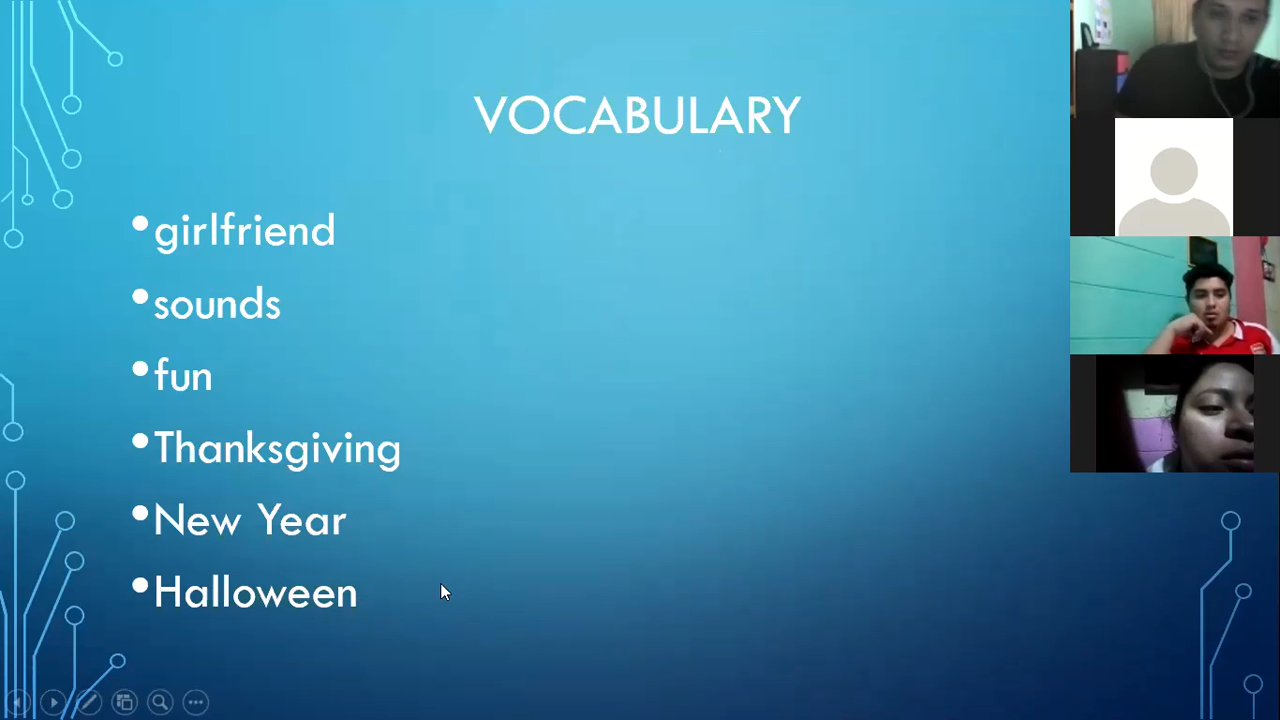 VOCABULARY
•girlfriend
•sounds
•fun
•Thanksgiving
•New Year
•Halloween